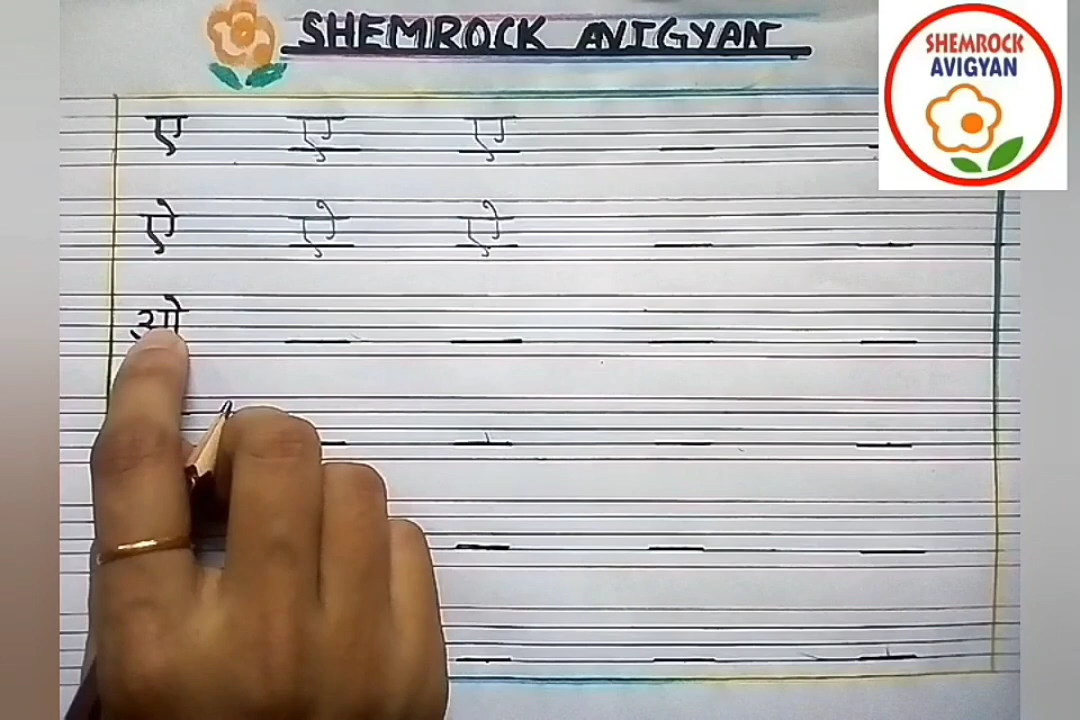 SHEMROCK AVIGYAN
SHEMROCK
AVIGYAN
ए ए ए
ऐ ऐ ऐ
ओ